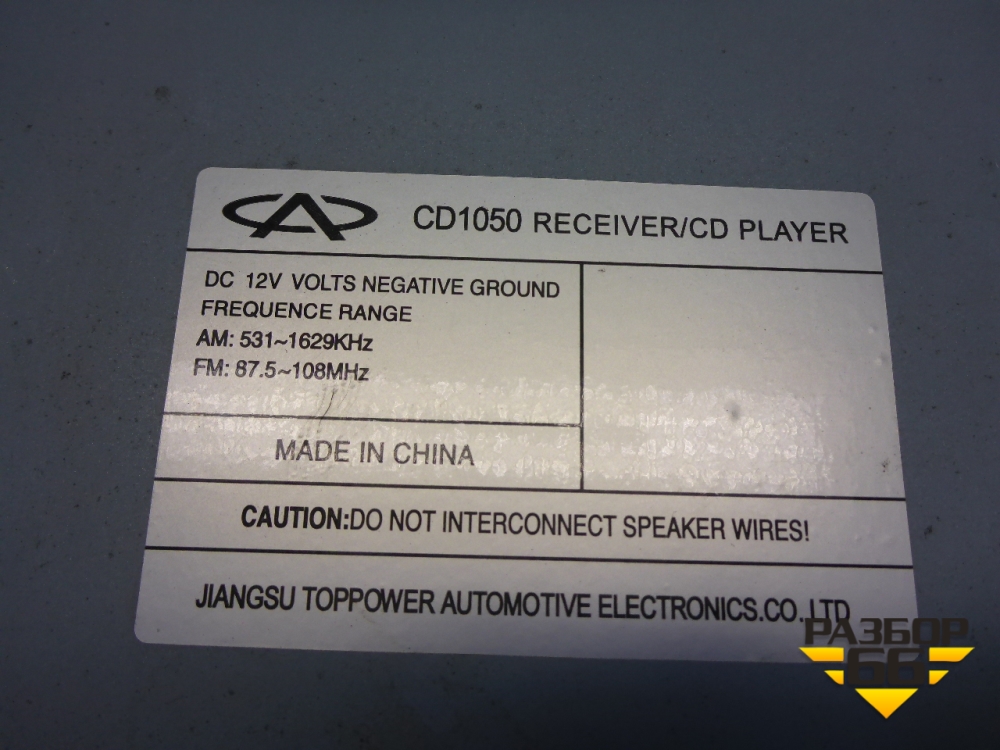 CD1050 RECEIVER/CD PLAYER
DC 12V VOLTS NEGATIVE GROUND
FREQUENCE RANGE
AM: 531~1629KHz
FM: 87.5~108MHz
MADE IN CHINA
CAUTION:DO NOT INTERCONNECT SPEAKER WIRES!
JIANGSU TOPPOWER AUTOMOTIVE ELECTRONICS.CO.,LTD
РАЗБОР
66